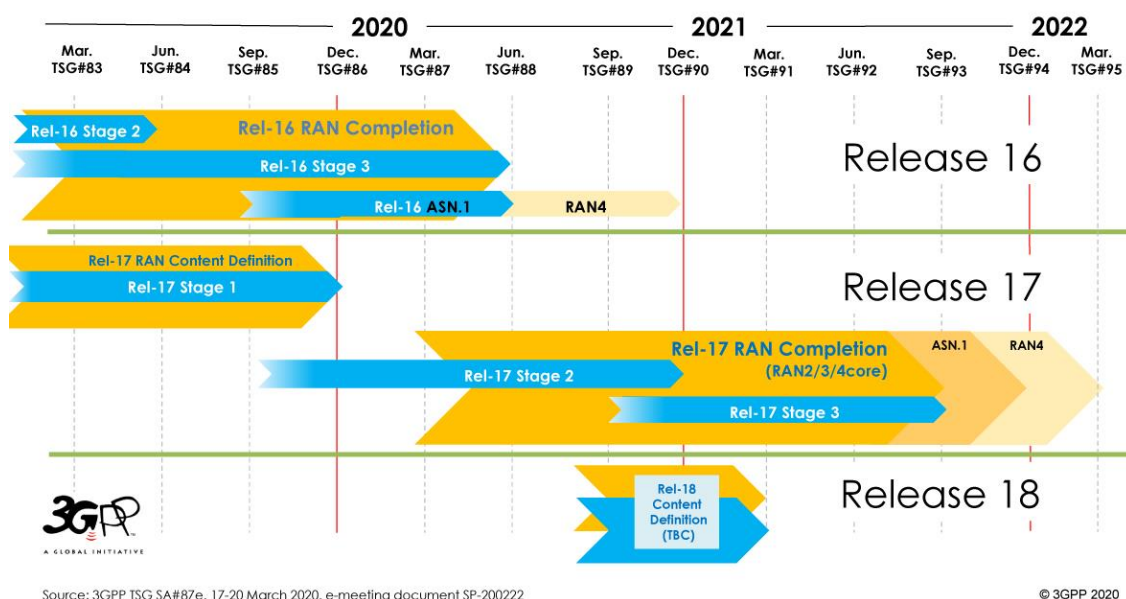 2020 2021 2022
Mar. Jun. Sep. Dec. Mar. Jun. Sep. Dec. Mar. Jun. Sep. Dec. Mar.
TSG#83 TSG#84 TSG#85 TSG#86 TSG#87 TSG#88 TSG#89 TSG#90 TSG#91 TSG#92 TSG#93 TSG#94 TSG#95
Rel-16 Stage 2
Rel-16 RAN Completion
Rel-16 Stage 3
Release 16
Rel-16 ASN.1
RAN4
Rel-17 RAN Content Definition
Rel-17 Stage 1
Release 17
Rel-17 RAN Completion
(RAN2/3/4core)
ASN.1
RAN4
Rel-17 Stage 2
Rel-17 Stage 3
Rel-18
Content
Definition
(TBC)
Release 18
3GPP
TM
A GLOBAL INITIATIVE
Source: 3GPP TSG SA#87e, 17-20 March 2020, e-meeting document SP-200222
© 3GPP 2020